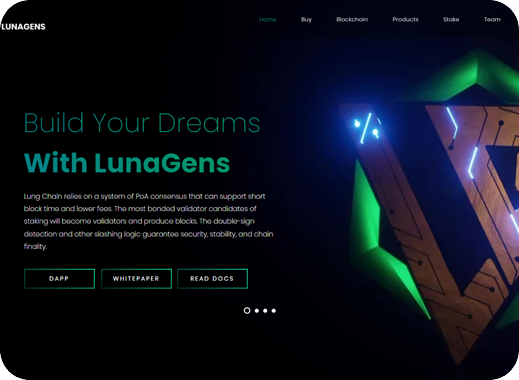 LUNAGENS
Home Buy Blockchain Products Stake Team
Build Your Dreams
With LunaGens
Lung Chain relies on a system of PoA consensus that can support short
block time and lower fees. The most bonded validator candidates of
staking will become validators and produce blocks. The double-sign
detection and other slashing logic guarantee security, stability, and chain
finality.
DAPP WHITEPAPER READ DOCS